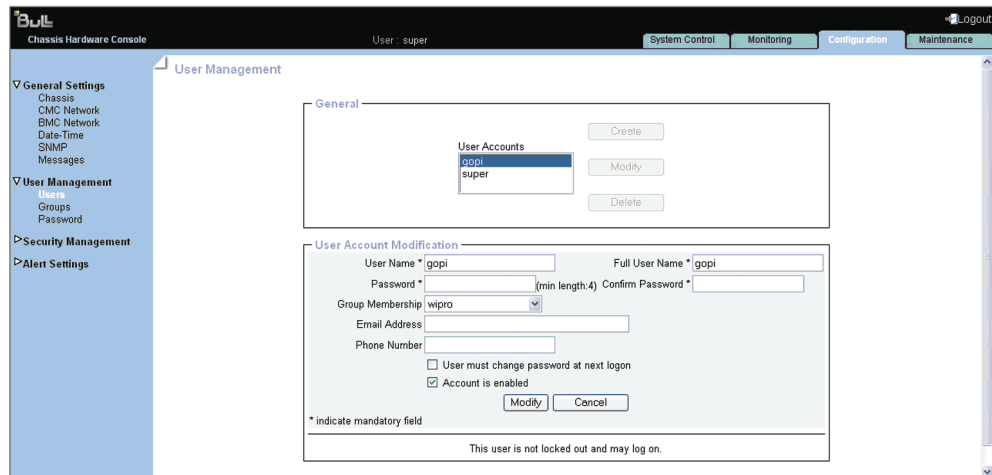 Bull
Logout
Chassis Hardware Console
User : super
System Control
Monitoring
Configuration
Maintenance
General Settings
Chassis
CMC Network
BMC Network
Date-Time
SNMP
Messages
User Management
Users
Groups
Password
Security Management
Alert Settings
User Management
General
User Accounts
gopi
super
Create
Modify
Delete
User Account Modification
User Name * gopi
Full User Name * gopi
Password * (min length:4) Confirm Password *
Group Membership wipro
Email Address
Phone Number
User must change password at next logon
Account is enabled
Modify Cancel
* indicate mandatory field
This user is not locked out and may log on.